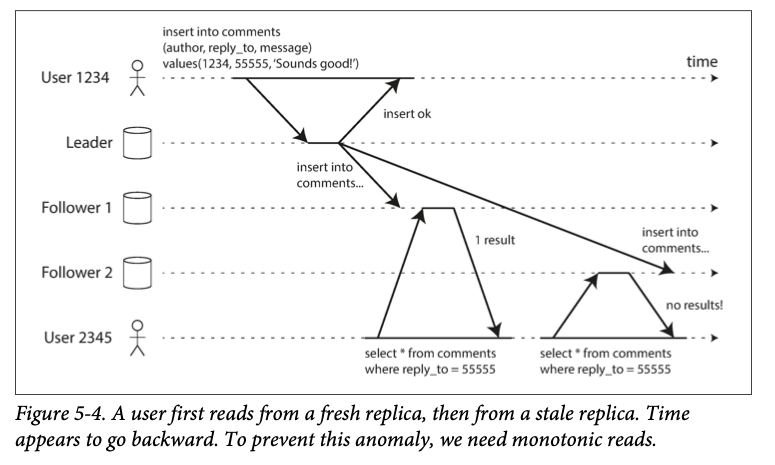 insert into comments
(author, reply_to, message)
values(1234, 55555, ‘Sounds good!’)
time
User 1234
insert ok
Leader
insert into
comments...
Follower 1
1 result
insert into
comments...
Follower 2
no results!
User 2345
select * from comments
where reply_to = 55555
select * from comments
where reply_to = 55555
Figure 5-4. A user first reads from a fresh replica, then from a stale replica. Time
appears to go backward. To prevent this anomaly, we need monotonic reads.